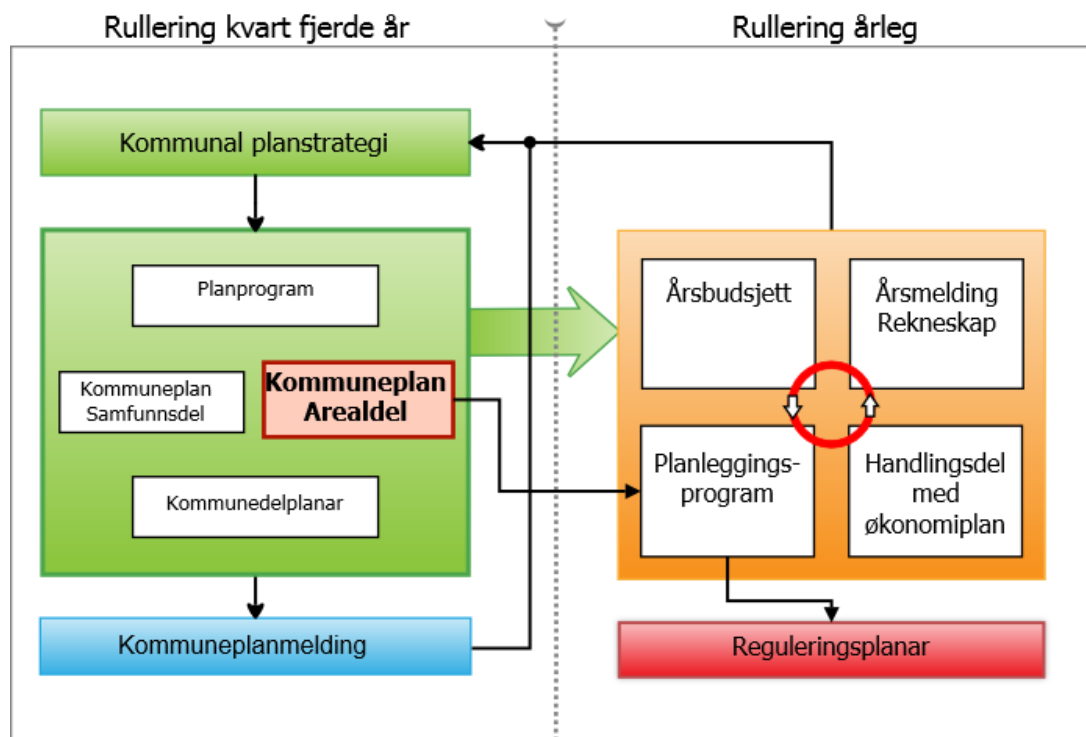 Rullering kvart fjerde år
Rullering årleg
Kommunal planstrategi
Planprogram
Kommuneplan
Samfunnsdel
Kommuneplan
Arealdel
Kommunedelplanar
Kommuneplanmelding
Årsbudsjett
Årsmelding
Rekneskap
Planleggings-
program
Handlingsdel
med
økonomiplan
Reguleringsplanar